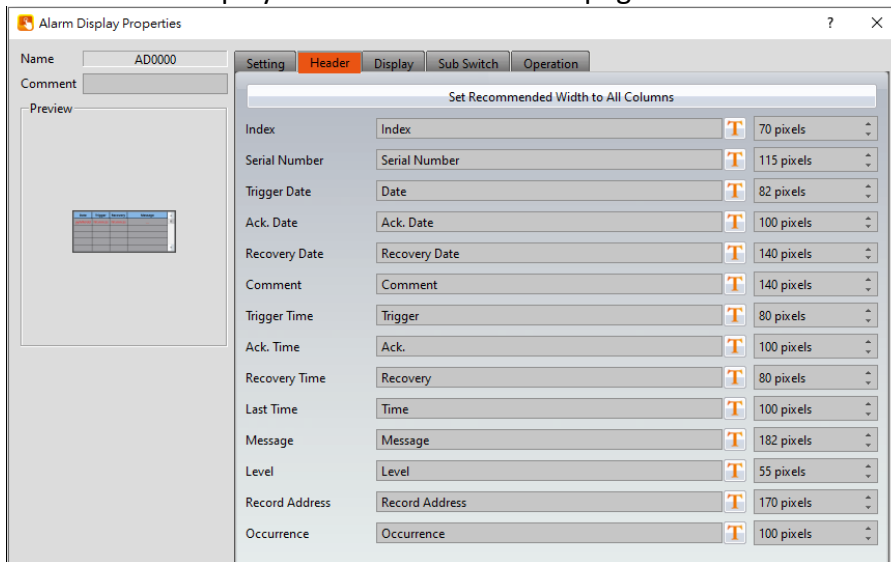 Alarm Display Properties ? ×
Name AD0000
Comment
Preview
Setting Header Display Sub Switch Operation
Set Recommended Width to All Columns
Index Index T 70 pixels
Serial Number Serial Number T 115 pixels
Trigger Date Date T 82 pixels
Ack. Date Ack. Date T 100 pixels
Recovery Date Recovery Date T 140 pixels
Comment Comment T 140 pixels
Trigger Time Trigger T 80 pixels
Ack. Time Ack. T 100 pixels
Recovery Time Recovery T 80 pixels
Last Time Time T 100 pixels
Message Message T 182 pixels
Level Level T 55 pixels
Record Address Record Address T 170 pixels
Occurrence Occurrence T 100 pixels